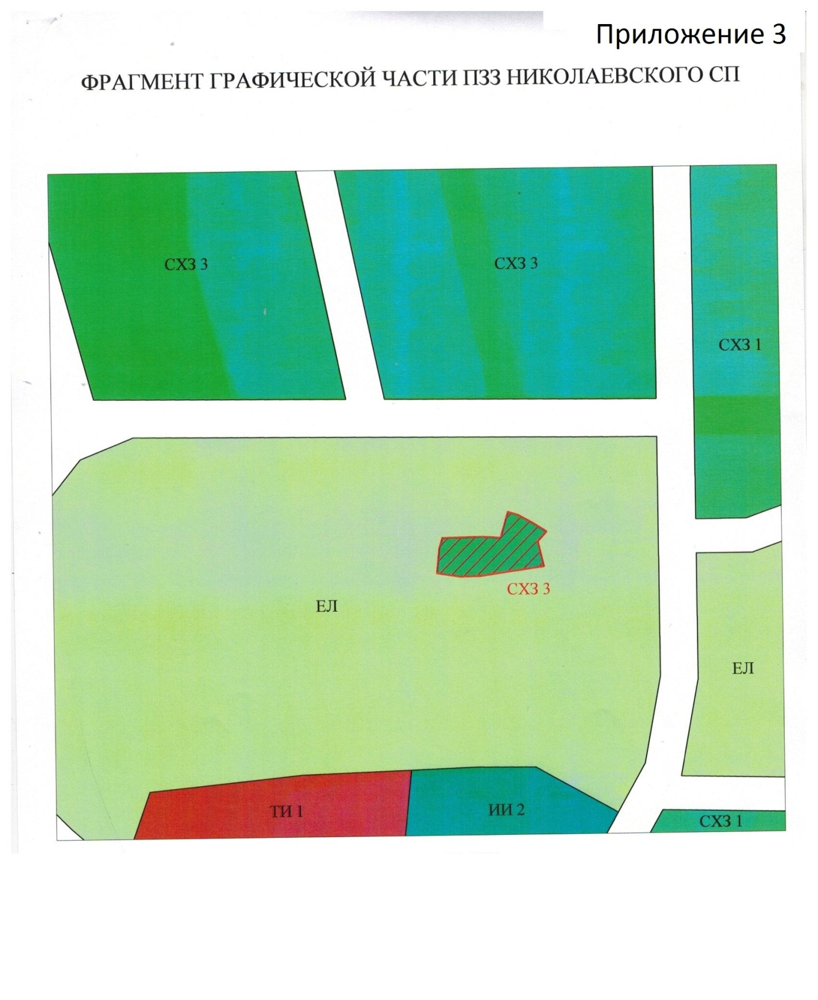 Приложение 3
ФРАГМЕНТ ГРАФИЧЕСКОЙ ЧАСТИ ПЗЗ НИКОЛАЕВСКОГО СП
СХЗ 3
СХЗ 3
СХЗ 1
СХЗ 3
ЕЛ
ЕЛ
ТИ 1
ИИ 2
СХЗ 1